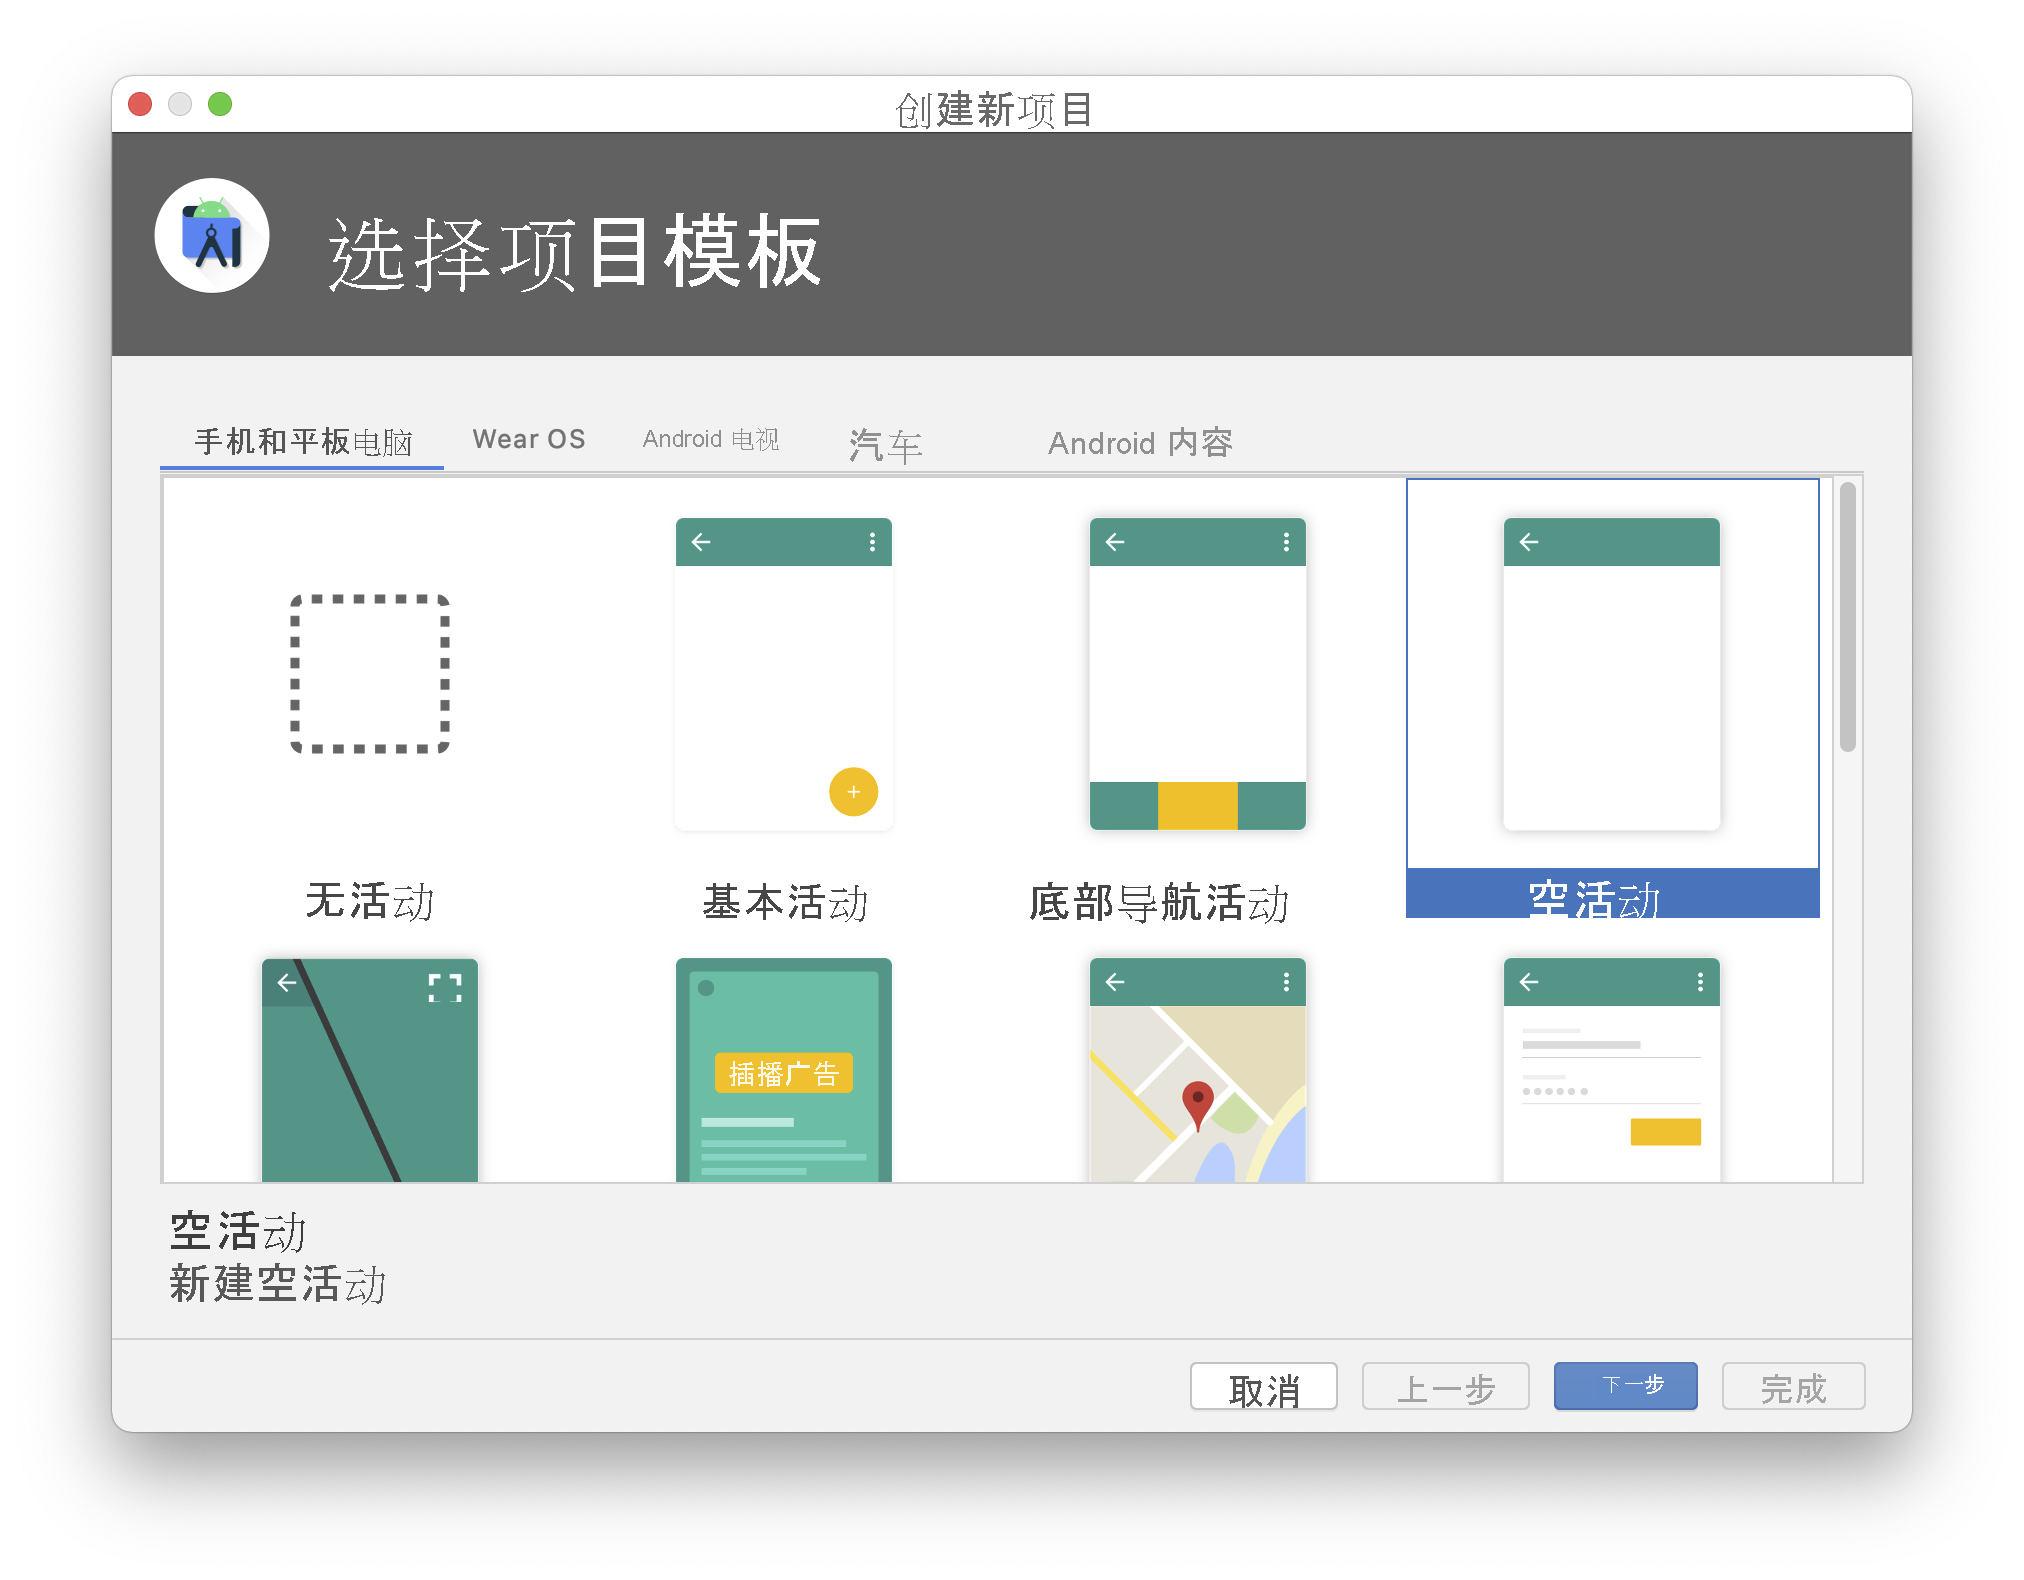 创建新项目
选择项目模板
手机和平板电脑 Wear OS Android 电视 汽车 Android 内容
无活动 基本活动 底部导航活动 空活动
插播广告
空活动
新建空活动
取消 上一步 下一步 完成